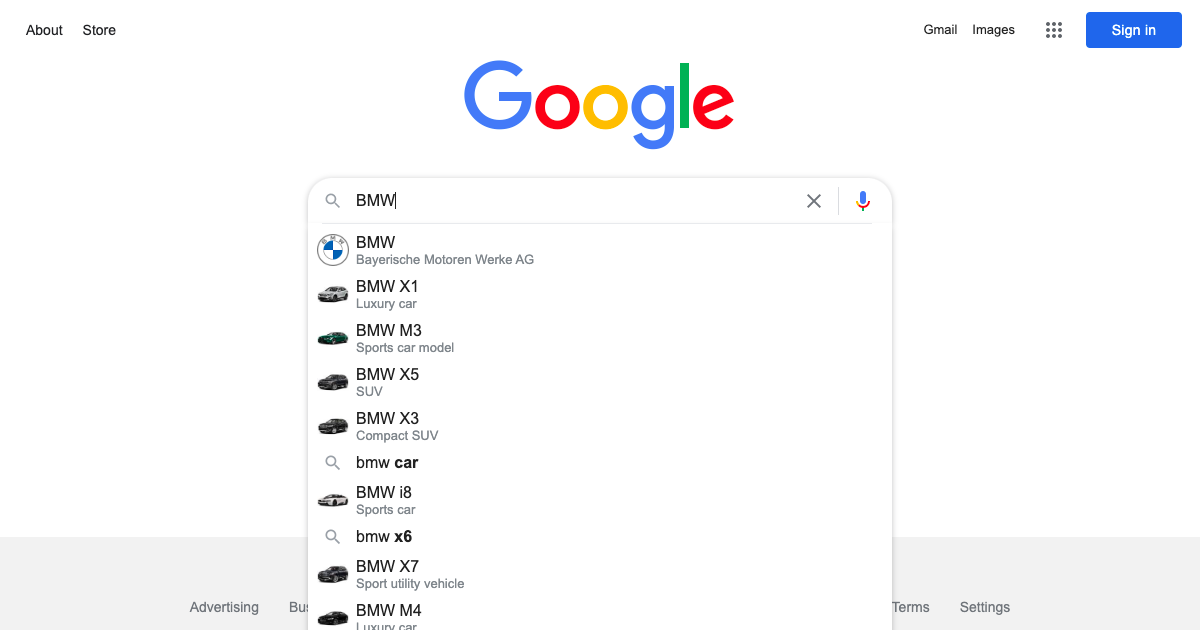 About Store Gmail Images Sign in
Google
BMW
BMW
Bayerische Motoren Werke AG
BMW X1
Luxury car
BMW M3
Sports car model
BMW X5
SUV
BMW X3
Compact SUV
bmw car
BMW i8
Sports car
bmw x6
BMW X7
Sport utility vehicle
Advertising Terms Settings
BMW M4
Luxury car